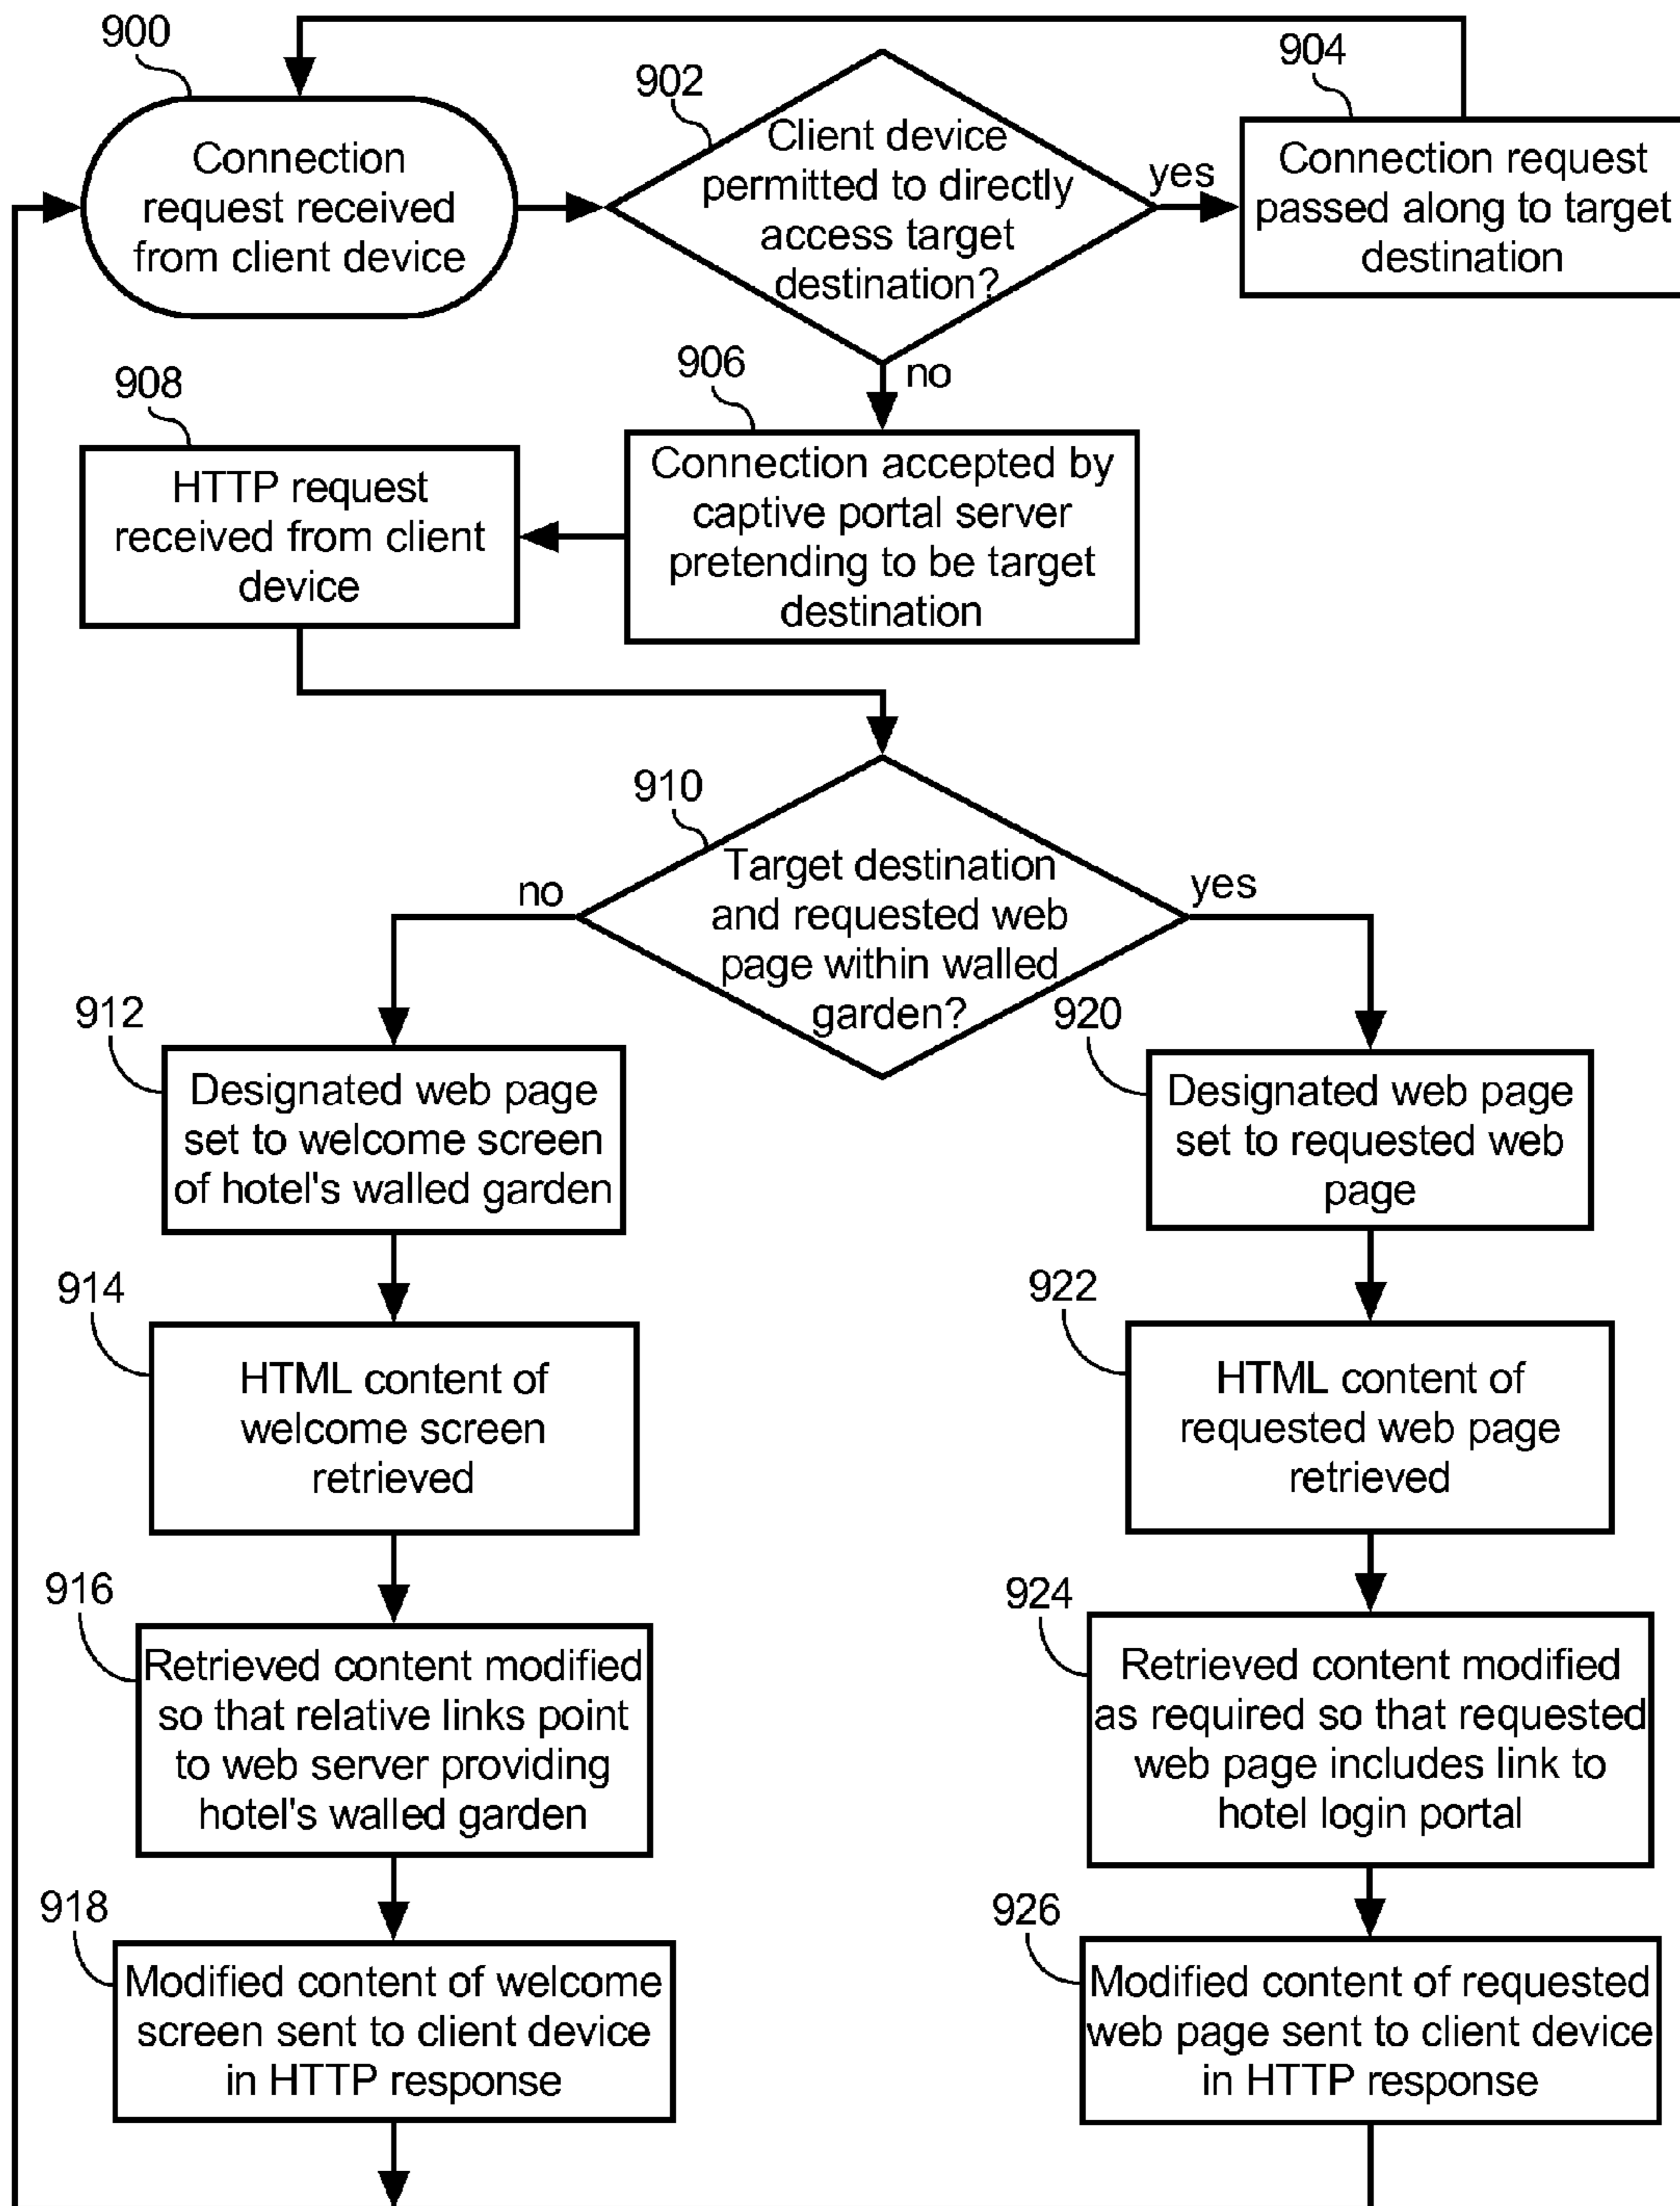 900
Connection
request received
from client device
902
Client device
permitted to directly
access target
destination?
yes
904
Connection request
passed along to target
destination
no
906
Connection accepted by
captive portal server
pretending to be target
destination
908
HTTP request
received from client
device
910
Target destination
and requested web
page within walled
garden?
no
yes
912
Designated web page
set to welcome screen
of hotel's walled garden
914
HTML content of
welcome screen
retrieved
916
Retrieved content modified
so that relative links point
to web server providing
hotel's walled garden
918
Modified content of welcome
screen sent to client device
in HTTP response
920
Designated web page
set to requested web
page
922
HTML content of
requested web page
retrieved
924
Retrieved content modified
as required so that requested
web page includes link to
hotel login portal
926
Modified content of requested
web page sent to client device
in HTTP response